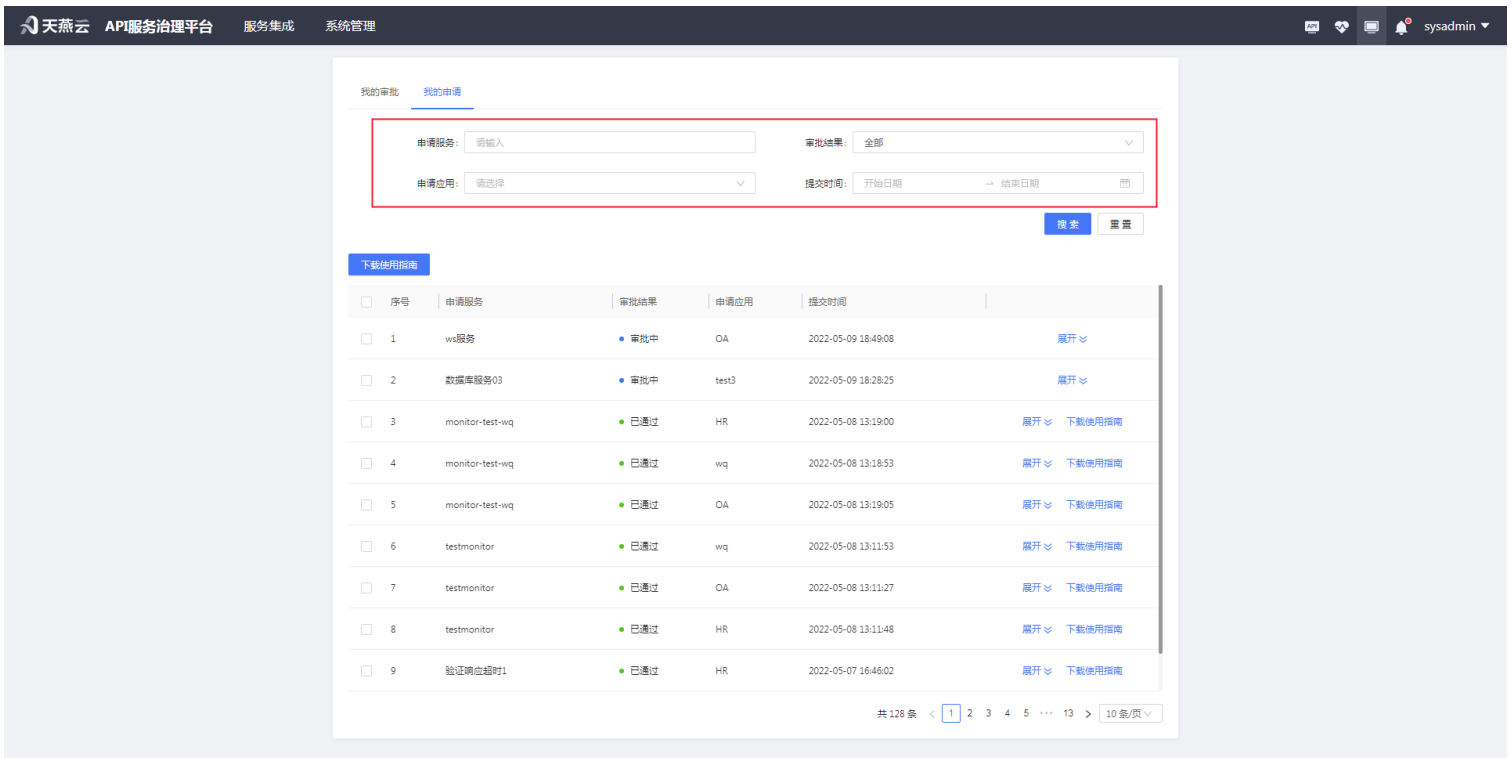 天燕云 API服务治理平台 服务集成 系统管理 API sysadmin
我的审批 我的申请
申请服务: 请输入 审批结果: 全部
申请应用: 请选择 提交时间: 开始日期 → 结束日期
搜 索 重 置
下载使用指南
序号 申请服务 审批结果 申请应用 提交时间
1 ws服务 审批中 OA 2022-05-09 18:49:08 展开
2 数据库服务03 审批中 test3 2022-05-09 18:28:25 展开
3 monitor-test-wq 已通过 HR 2022-05-08 13:19:00 展开 下载使用指南
4 monitor-test-wq 已通过 wq 2022-05-08 13:18:53 展开 下载使用指南
5 monitor-test-wq 已通过 OA 2022-05-08 13:19:05 展开 下载使用指南
6 testmonitor 已通过 wq 2022-05-08 13:11:53 展开 下载使用指南
7 testmonitor 已通过 OA 2022-05-08 13:11:27 展开 下载使用指南
8 testmonitor 已通过 HR 2022-05-08 13:11:48 展开 下载使用指南
9 验证响应超时1 已通过 HR 2022-05-07 16:46:02 展开 下载使用指南
共 128 条 < 1 2 3 4 5 ··· 13 > 10 条/页